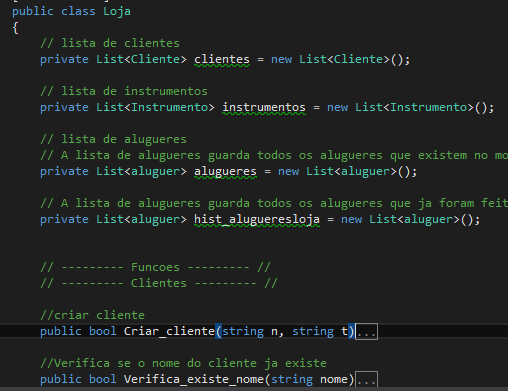 public class Loja
{
// lista de clientes
private List<Cliente> clientes = new List<Cliente>();
// lista de instrumentos
private List<Instrumento> instrumentos = new List<Instrumento>();
// lista de alugueres
// A lista de alugueres guarda todos os alugueres que existem no mo
private List<aluguer> alugueres = new List<aluguer>();
// A lista de alugueres guarda todos os alugueres que ja foram feit
private List<aluguer> hist_alugueresloja = new List<aluguer>();
// --------- Funcoes --------- //
// --------- Clientes --------- //
//criar cliente
public bool Criar_cliente(string n, string t)...
//Verifica se o nome do cliente ja existe
public bool Verifica_existe_nome(string nome)...